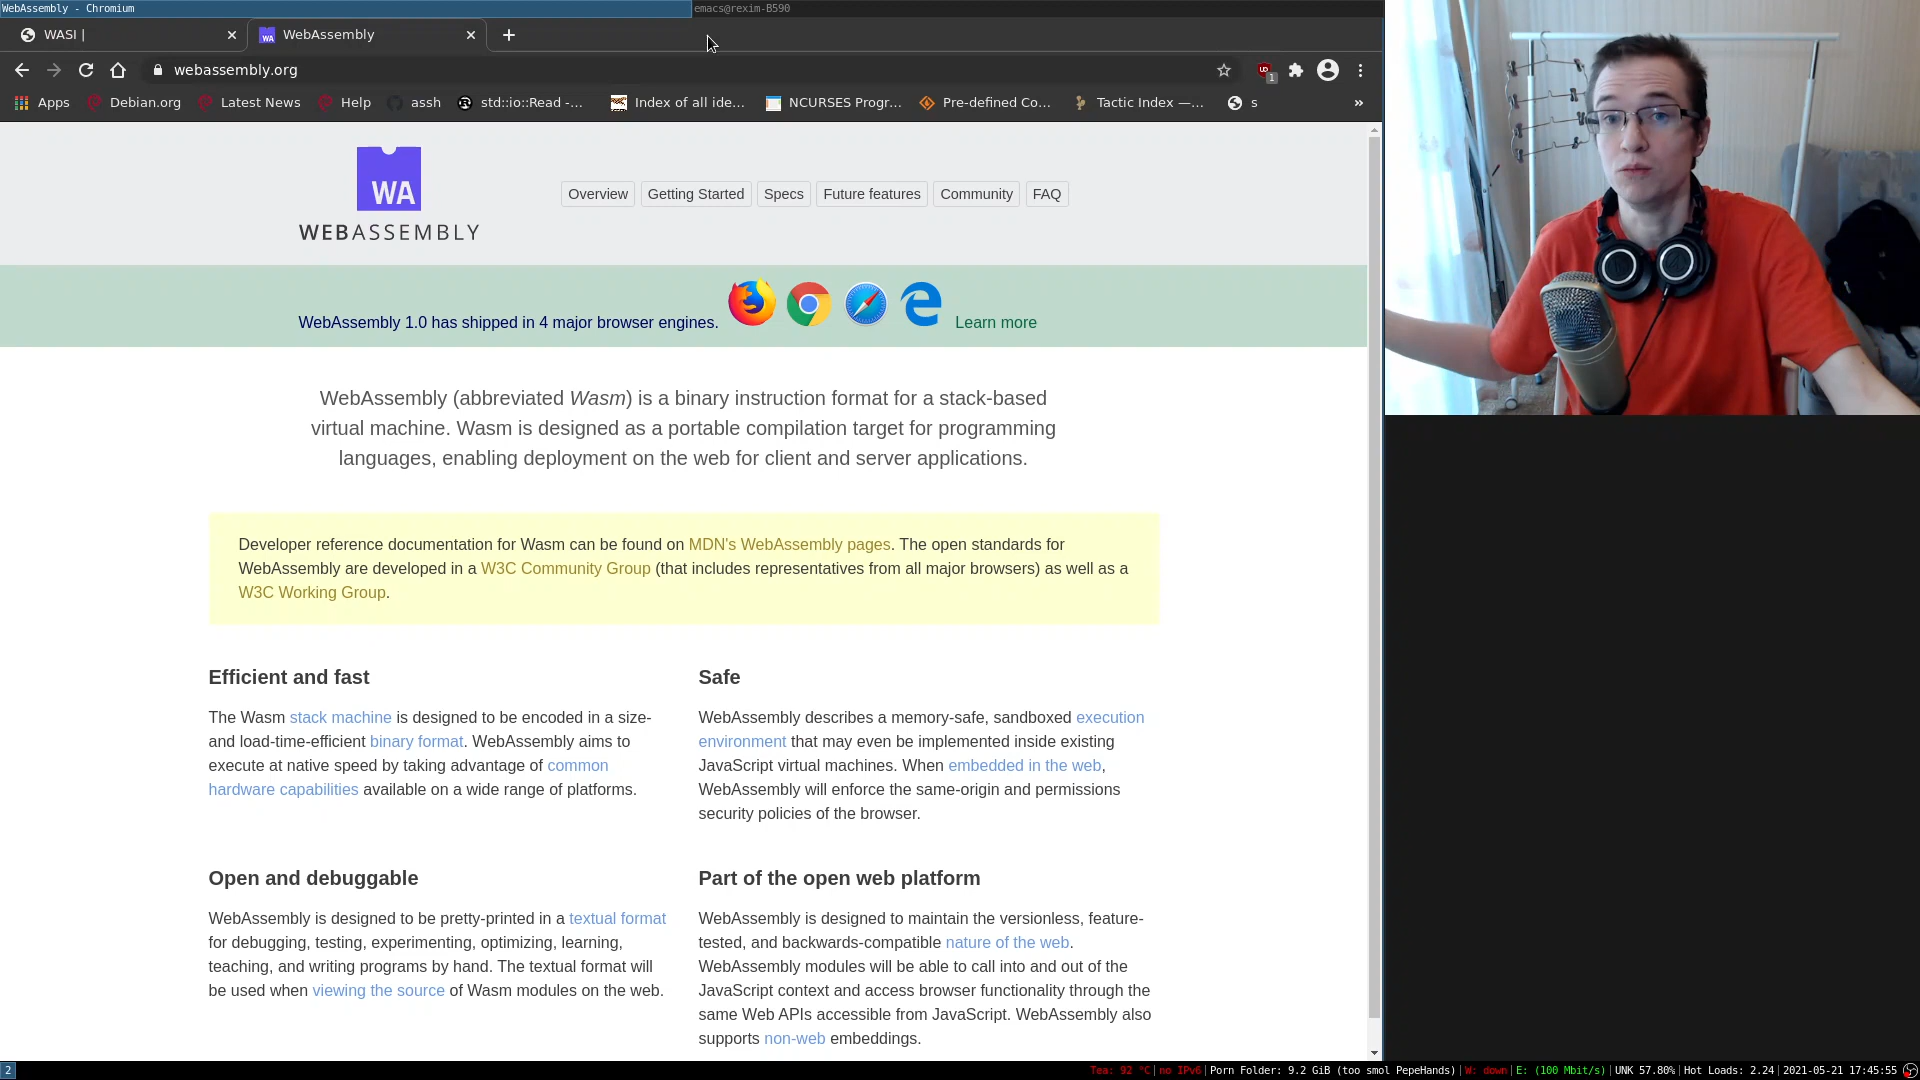 WebAssembly - Chromium
emacs@rexim-B590
WASI |
WebAssembly
webassembly.org
1
Apps
Debian.org
Latest News
Help
assh
std::io::Read -...
Index of all ide...
NCURSES Progr...
Pre-defined Co...
Tactic Index —...
s
»
WA
WEBASSEMBLY
Overview
Getting Started
Specs
Future features
Community
FAQ
WebAssembly 1.0 has shipped in 4 major browser engines.
Learn more
WebAssembly (abbreviated Wasm) is a binary instruction format for a stack-based
virtual machine. Wasm is designed as a portable compilation target for programming
languages, enabling deployment on the web for client and server applications.
Developer reference documentation for Wasm can be found on MDN's WebAssembly pages. The open standards for
WebAssembly are developed in a W3C Community Group (that includes representatives from all major browsers) as well as a
W3C Working Group.
Efficient and fast
The Wasm stack machine is designed to be encoded in a size-
and load-time-efficient binary format. WebAssembly aims to
execute at native speed by taking advantage of common
hardware capabilities available on a wide range of platforms.
Safe
WebAssembly describes a memory-safe, sandboxed execution
environment that may even be implemented inside existing
JavaScript virtual machines. When embedded in the web,
WebAssembly will enforce the same-origin and permissions
security policies of the browser.
Open and debuggable
WebAssembly is designed to be pretty-printed in a textual format
for debugging, testing, experimenting, optimizing, learning,
teaching, and writing programs by hand. The textual format will
be used when viewing the source of Wasm modules on the web.
Part of the open web platform
WebAssembly is designed to maintain the versionless, feature-
tested, and backwards-compatible nature of the web.
WebAssembly modules will be able to call into and out of the
JavaScript context and access browser functionality through the
same Web APIs accessible from JavaScript. WebAssembly also
supports non-web embeddings.
2
Tea: 92 °C|no IPv6|Porn Folder: 9.2 GiB (too smol PepeHands)|W: down|E: (100 Mbit/s)|UNK 57.80%|Hot Loads: 2.24|2021-05-21 17:45:55